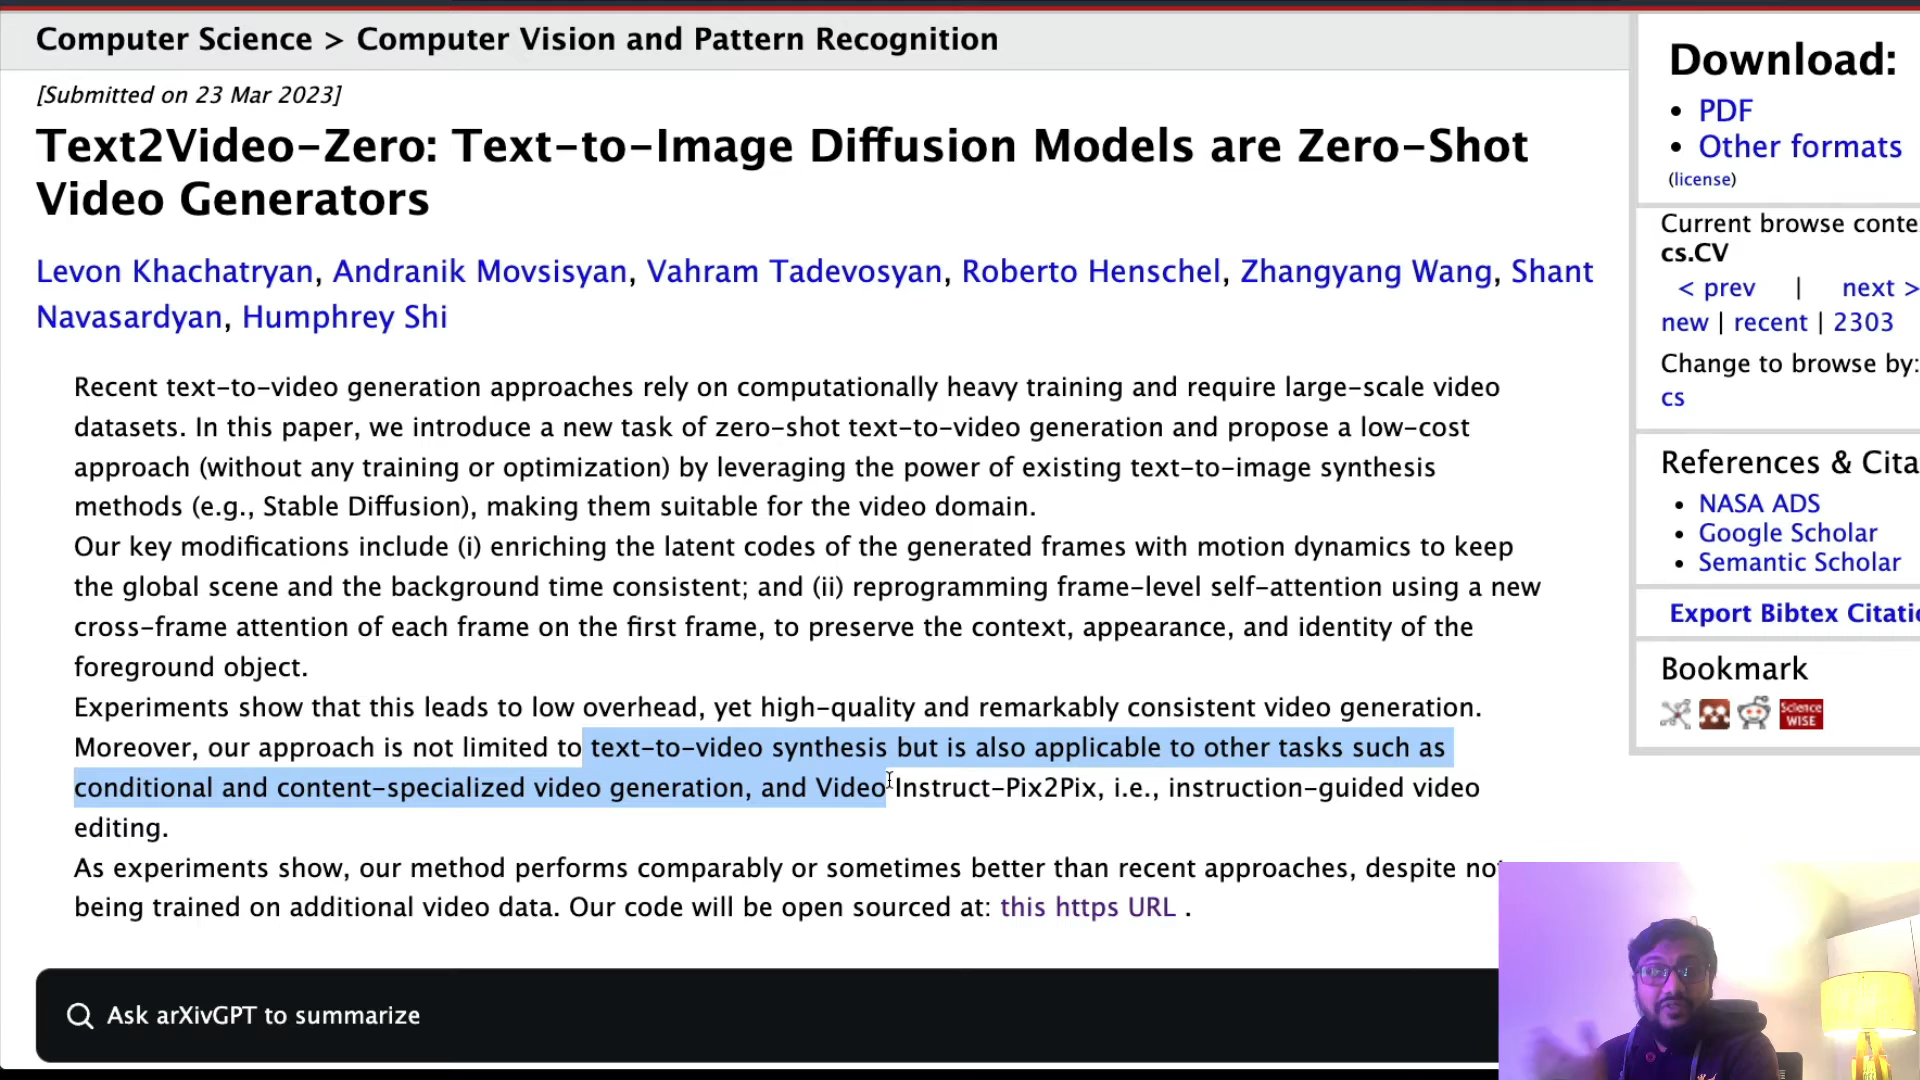 Computer Science > Computer Vision and Pattern Recognition
[Submitted on 23 Mar 2023]
Text2Video-Zero: Text-to-Image Diffusion Models are Zero-Shot
Video Generators
Levon Khachatryan, Andranik Movsisyan, Vahram Tadevosyan, Roberto Henschel, Zhangyang Wang, Shant
Navasardyan, Humphrey Shi
Recent text-to-video generation approaches rely on computationally heavy training and require large-scale video
datasets. In this paper, we introduce a new task of zero-shot text-to-video generation and propose a low-cost
approach (without any training or optimization) by leveraging the power of existing text-to-image synthesis
methods (e.g., Stable Diffusion), making them suitable for the video domain.
Our key modifications include (i) enriching the latent codes of the generated frames with motion dynamics to keep
the global scene and the background time consistent; and (ii) reprogramming frame-level self-attention using a new
cross-frame attention of each frame on the first frame, to preserve the context, appearance, and identity of the
foreground object.
Experiments show that this leads to low overhead, yet high-quality and remarkably consistent video generation.
Moreover, our approach is not limited to text-to-video synthesis but is also applicable to other tasks such as
conditional and content-specialized video generation, and Video Instruct-Pix2Pix, i.e., instruction-guided video
editing.
As experiments show, our method performs comparably or sometimes better than recent approaches, despite not
being trained on additional video data. Our code will be open sourced at: this https URL .
Ask arXivGPT to summarize
Download:
• PDF
• Other formats
(license)
Current browse conte
cs.CV
< prev | next >
new | recent | 2303
Change to browse by:
cs
References & Cita
• NASA ADS
• Google Scholar
• Semantic Scholar
Export Bibtex Citati
Bookmark
Science
WISE